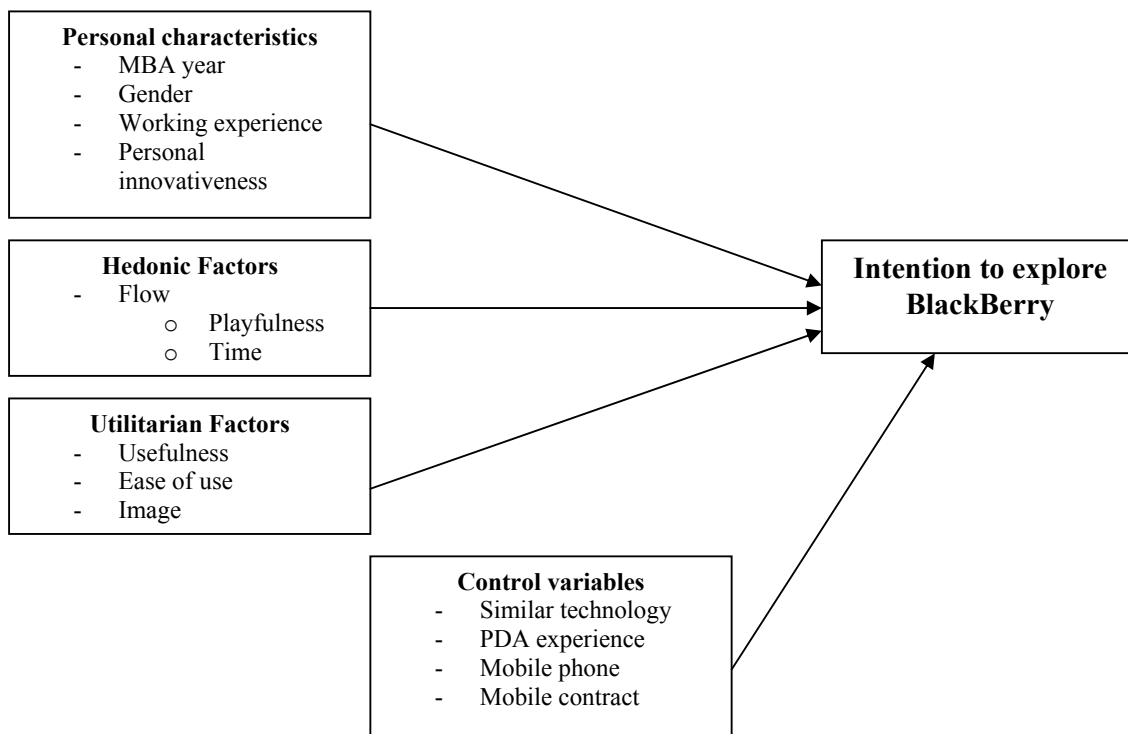 Personal characteristics
- MBA year
- Gender
- Working experience
- Personal
innovativeness
Hedonic Factors
- Flow
o Playfulness
o Time
Utilitarian Factors
- Usefulness
- Ease of use
- Image
Control variables
- Similar technology
- PDA experience
- Mobile phone
- Mobile contract
Intention to explore
BlackBerry